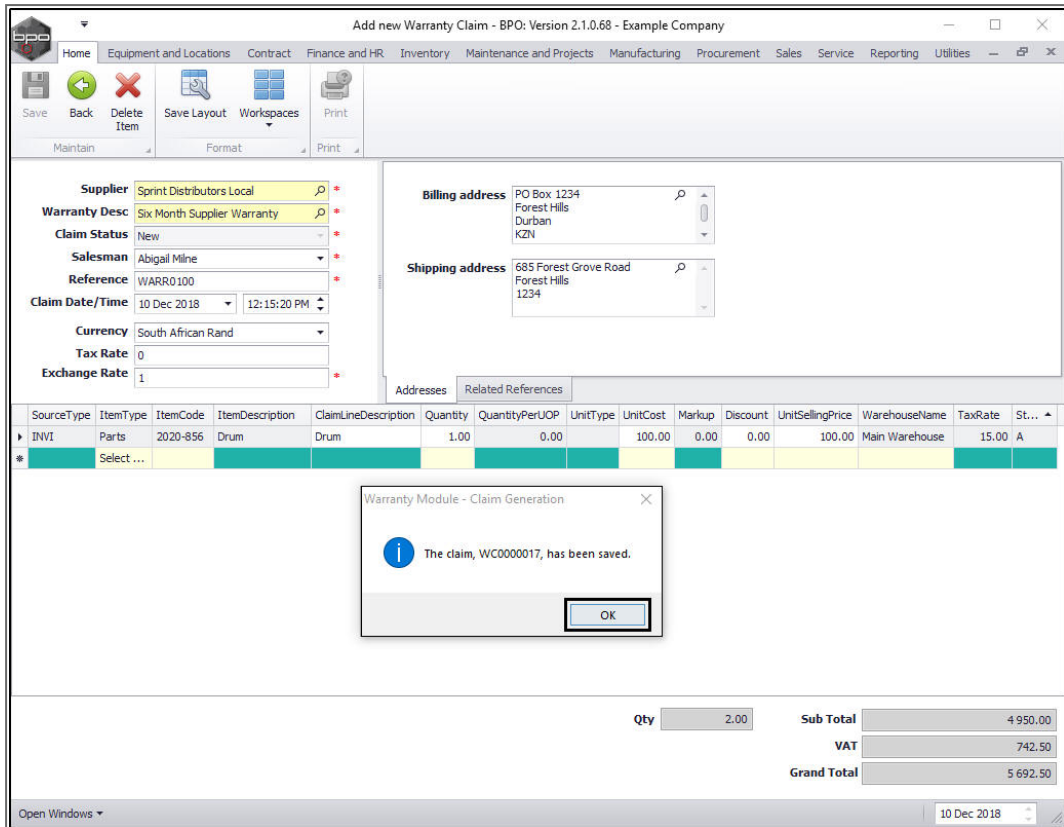 Add new Warranty Claim - BPO: Version 2.1.0.68 - Example Company
bpo
Home Equipment and Locations Contract Finance and HR Inventory Maintenance and Projects Manufacturing Procurement Sales Service Reporting Utilities
Save Back Delete Item Save Layout Workspaces Print
Maintain Format Print
Supplier Sprint Distributors Local *
Warranty Desc Six Month Supplier Warranty *
Claim Status New *
Salesman Abigail Milne *
Reference WARR0100 *
Claim Date/Time 10 Dec 2018 12:15:20 PM
Currency South African Rand
Tax Rate 0
Exchange Rate 1 *
Billing address PO Box 1234
Forest Hills
Durban
KZN
Shipping address 685 Forest Grove Road
Forest Hills
1234
Addresses Related References
SourceType ItemType ItemCode ItemDescription ClaimLineDescription Quantity QuantityPerUOP UnitType UnitCost Markup Discount UnitSellingPrice WarehouseName TaxRate St...
INVI Parts 2020-856 Drum Drum 1.00 0.00 100.00 0.00 0.00 100.00 Main Warehouse 15.00 A
* Select ...
Warranty Module - Claim Generation
The claim, WC0000017, has been saved.
OK
Qty 2.00 Sub Total 4 950.00
VAT 742.50
Grand Total 5 692.50
Open Windows 10 Dec 2018